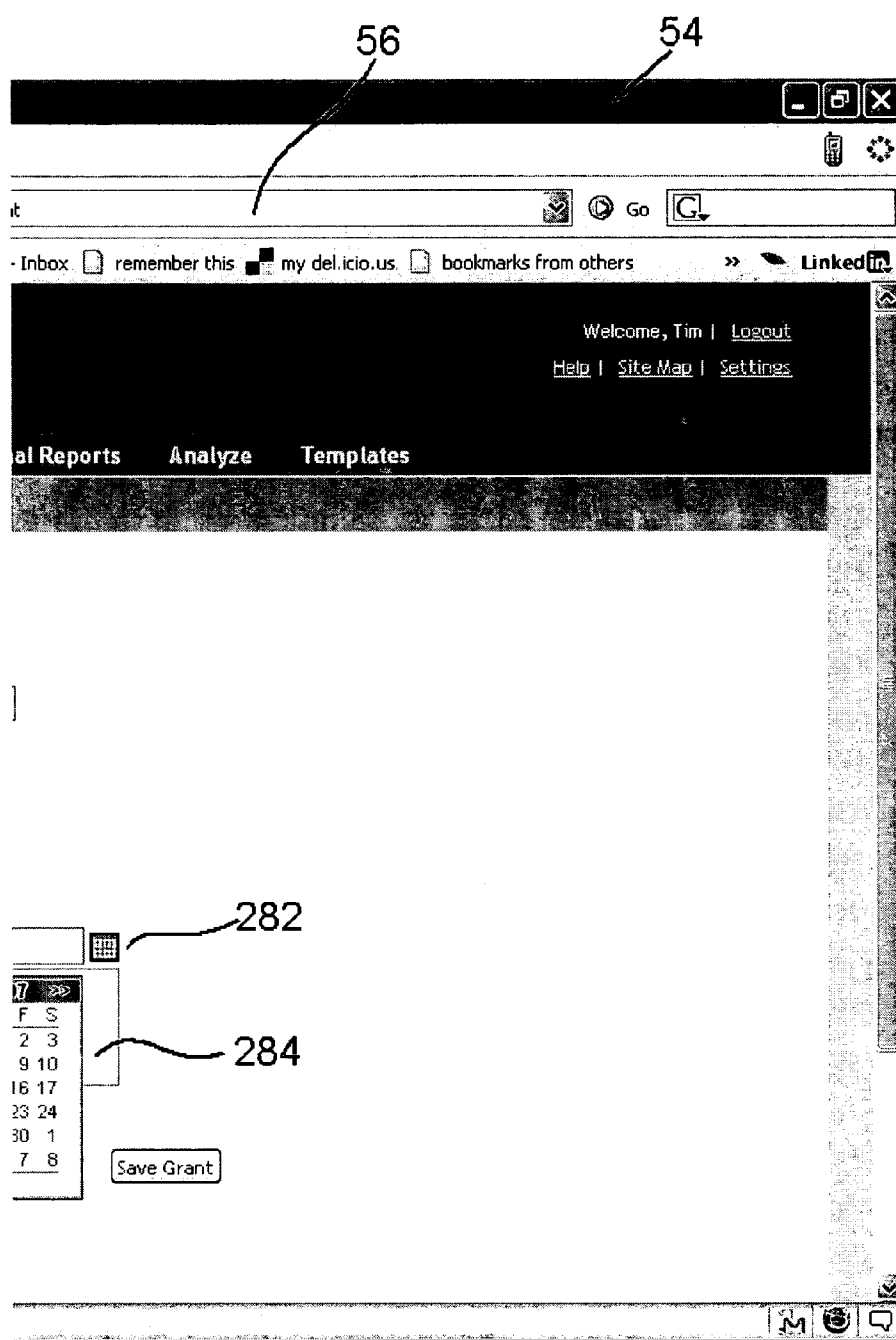 56 54
Go G
- Inbox remember this my del.icio.us bookmarks from others » Linked in
Welcome, Tim | Logout
Help | Site Map | Settings
al Reports Analyze Templates
282
07 >>
F S
2 3
9 10
284
16 17
23 24
30 1
7 8
Save Grant